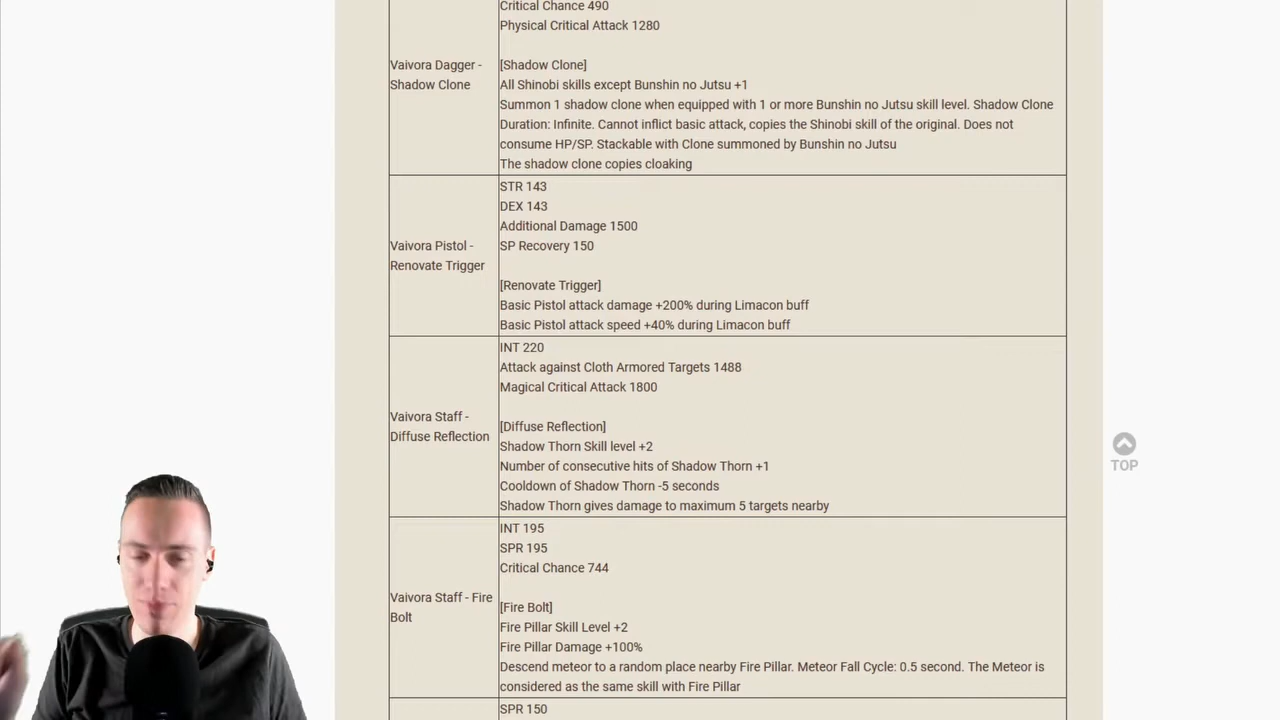 Critical Chance 490
Physical Critical Attack 1280
Vaivora Dagger -
Shadow Clone
[Shadow Clone]
All Shinobi skills except Bunshin no Jutsu +1
Summon 1 shadow clone when equipped with 1 or more Bunshin no Jutsu skill level. Shadow Clone
Duration: Infinite. Cannot inflict basic attack, copies the Shinobi skill of the original. Does not
consume HP/SP. Stackable with Clone summoned by Bunshin no Jutsu
The shadow clone copies cloaking
Vaivora Pistol -
Renovate Trigger
STR 143
DEX 143
Additional Damage 1500
SP Recovery 150
[Renovate Trigger]
Basic Pistol attack damage +200% during Limacon buff
Basic Pistol attack speed +40% during Limacon buff
Vaivora Staff -
Diffuse Reflection
INT 220
Attack against Cloth Armored Targets 1488
Magical Critical Attack 1800
[Diffuse Reflection]
Shadow Thorn Skill level +2
Number of consecutive hits of Shadow Thorn +1
Cooldown of Shadow Thorn -5 seconds
Shadow Thorn gives damage to maximum 5 targets nearby
TOP
Vaivora Staff - Fire
Bolt
INT 195
SPR 195
Critical Chance 744
[Fire Bolt]
Fire Pillar Skill Level +2
Fire Pillar Damage +100%
Descend meteor to a random place nearby Fire Pillar. Meteor Fall Cycle: 0.5 second. The Meteor is
considered as the same skill with Fire Pillar
SPR 150